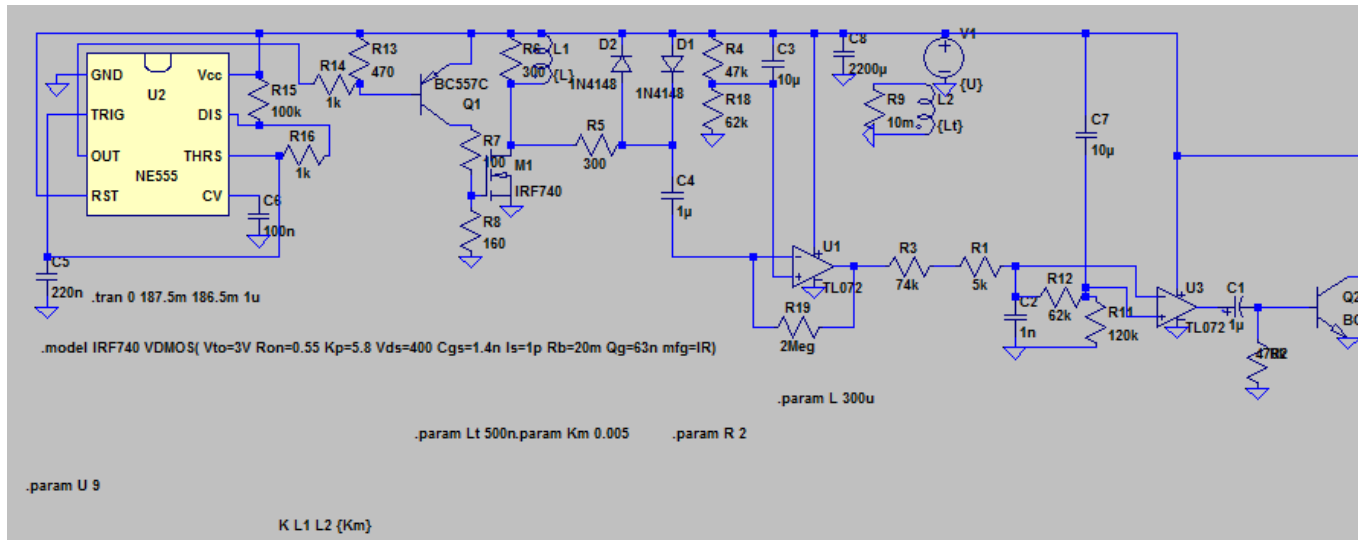 GND
Vcc
U2
TRIG
DIS
OUT
THRS
NE555
RST
CV
R15
100k
R16
1k
R14
1k
R13
470
BC557C
Q1
R7
100
M1
IRF740
R8
160
R6
300
L1
{L}
D2
1N4148
D1
1N4148
R5
300
C4
1µ
R4
47k
R18
62k
C3
10µ
C8
2200µ
V1
{U}
R9
10m
L2
{Lt}
C7
10µ
C6
100n
C5
220n
U1
TL072
R19
2Meg
R3
74k
R1
5k
C2
1n
R12
62k
R11
120k
U3
TL072
C1
1µ
Q2
.tran 0 187.5m 186.5m 1u
.model IRF740 VDMOS( Vto=3V Ron=0.55 Kp=5.8 Vds=400 Cgs=1.4n Is=1p Rb=20m Qg=63n mfg=IR)
.param L 300u
.param Lt 500n.param Km 0.005
.param R 2
.param U 9
K L1 L2 {Km}